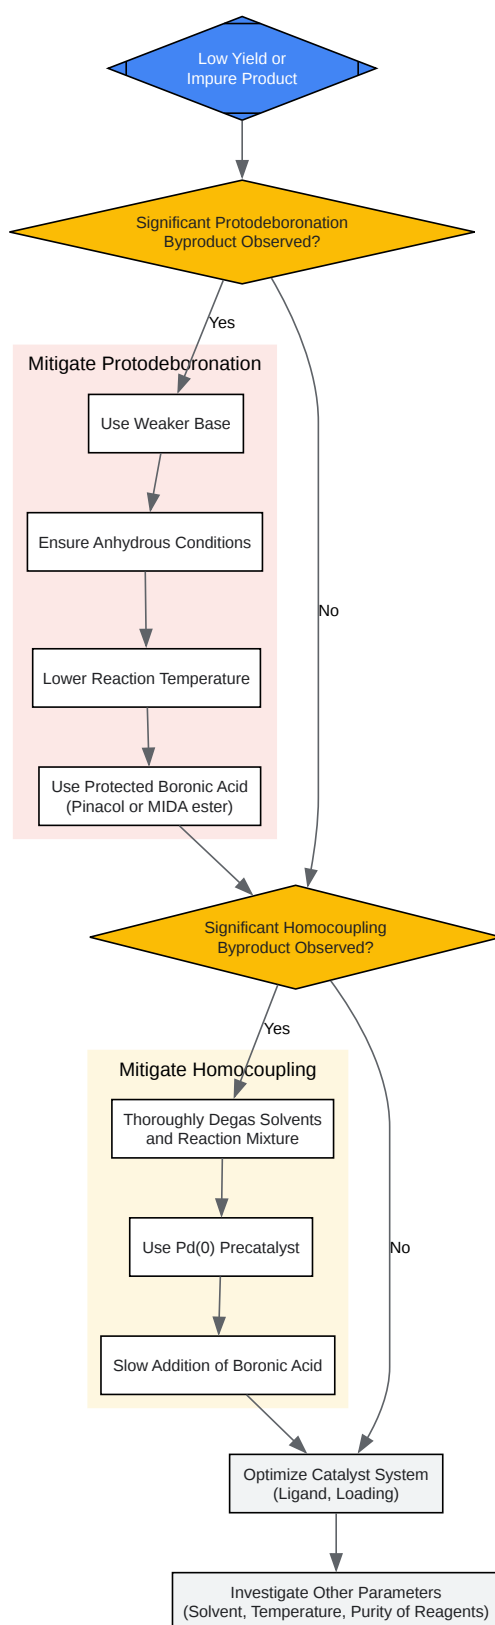 Low Yield or
Impure Product
Significant Protodeboronation
Byproduct Observed?
Yes
Mitigate Protodeboronation
Use Weaker Base
Ensure Anhydrous Conditions
No
Lower Reaction Temperature
Use Protected Boronic Acid
(Pinacol or MIDA ester)
Significant Homocoupling
Byproduct Observed?
Yes
Mitigate Homocoupling
Thoroughly Degas Solvents
and Reaction Mixture
Use Pd(0) Precatalyst
No
Slow Addition of Boronic Acid
Optimize Catalyst System
(Ligand, Loading)
Investigate Other Parameters
(Solvent, Temperature, Purity of Reagents)